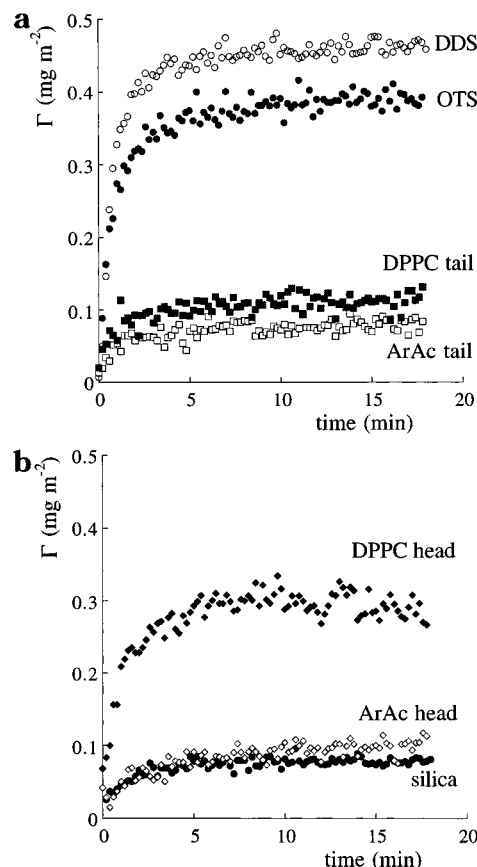 a
Γ (mg m⁻²)
0.5
0.4
0.3
0.2
0.1
0
DDS
OTS
DPPC tail
ArAc tail
0
5
10
15
20
time (min)
b
Γ (mg m⁻²)
0.5
0.4
0.3
0.2
0.1
0
DPPC head
ArAc head
silica
0
5
10
15
20
time (min)